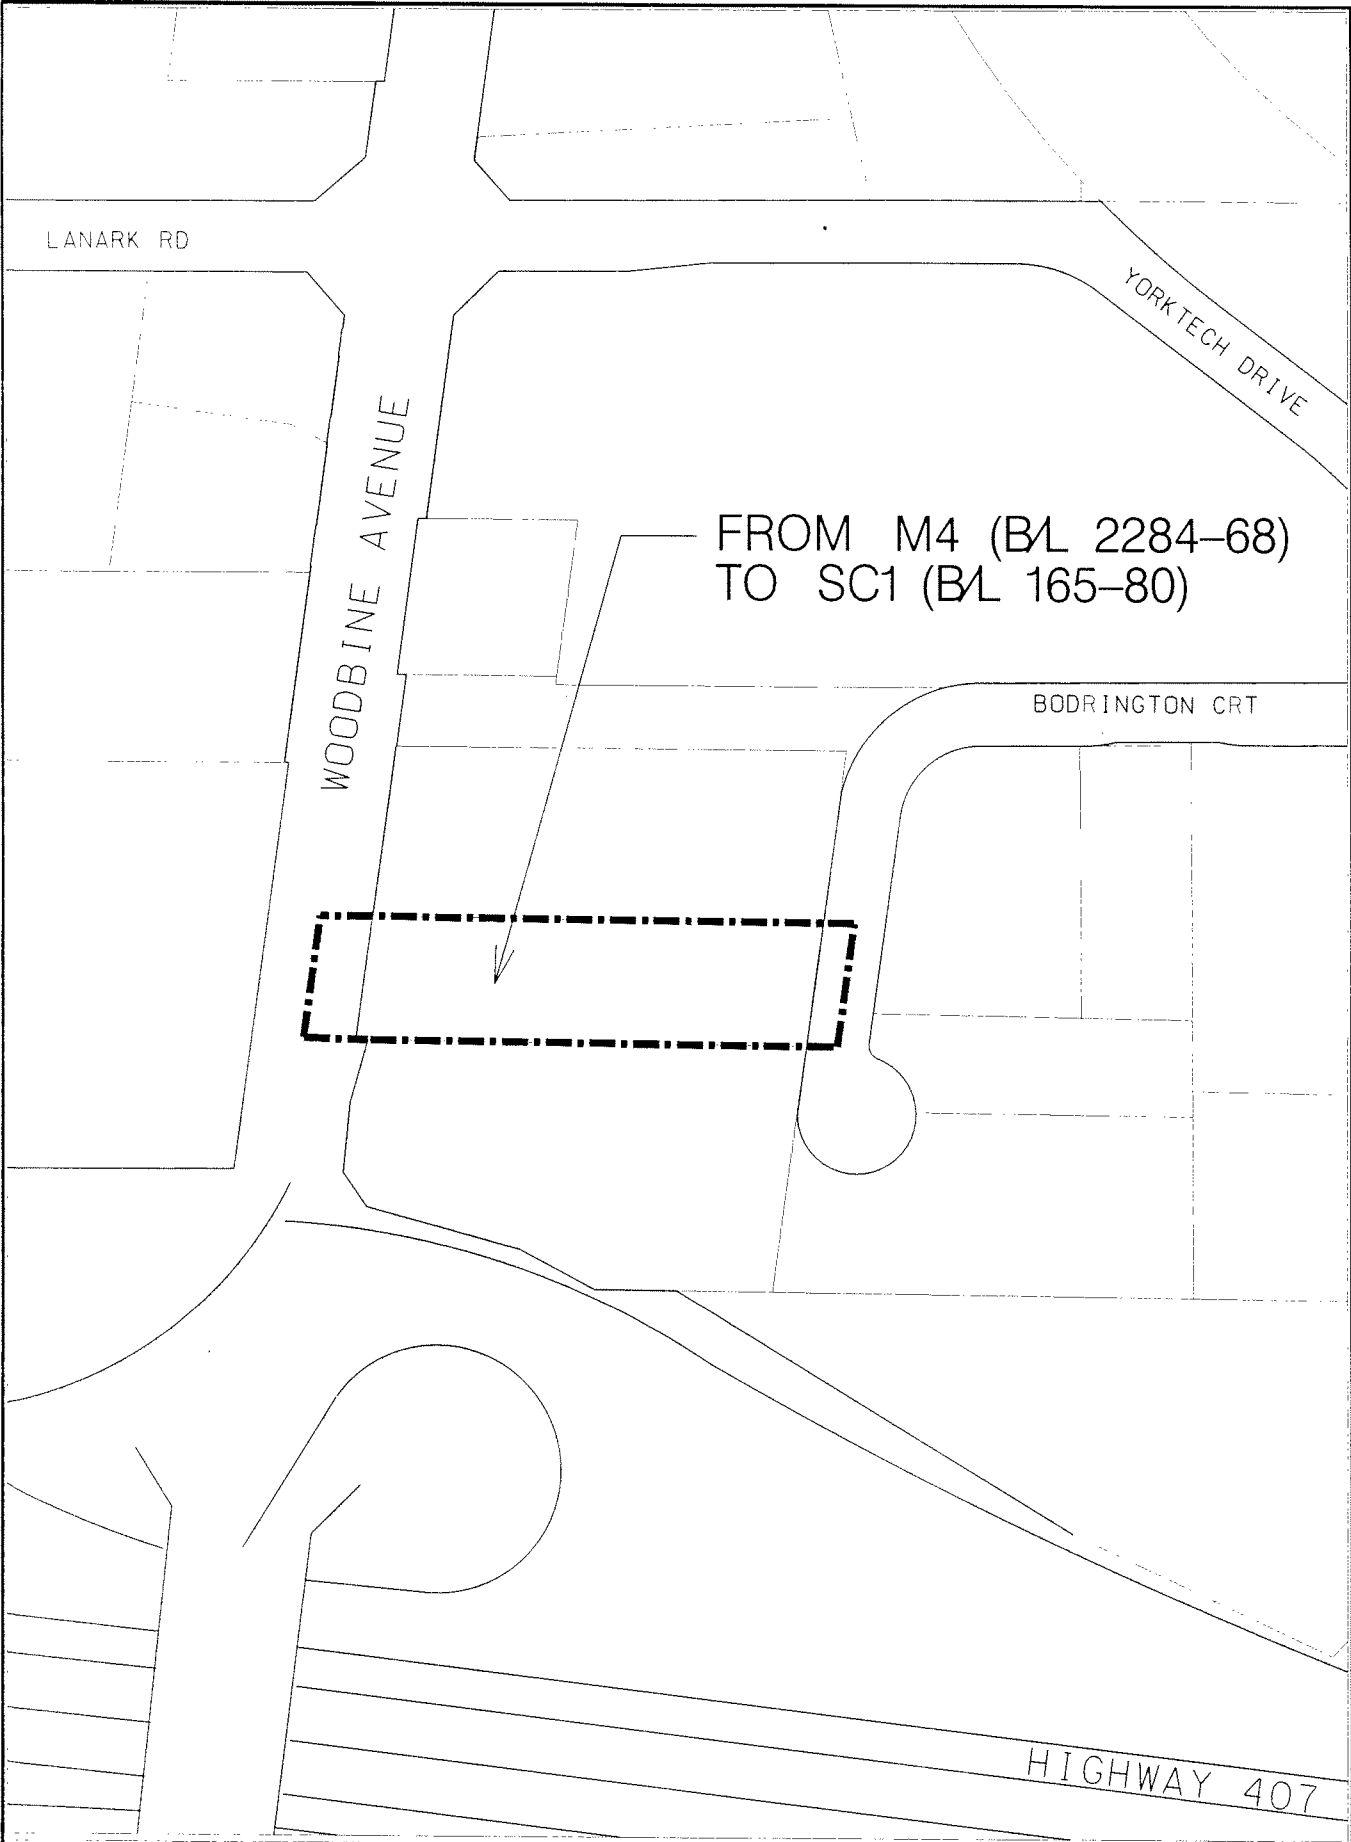 LANARK RD
YORKTECH DRIVE
WOODBINE AVENUE
FROM M4 (B/L 2284-68)
TO SC1 (B/L 165-80)
BODRINGTON CRT
HIGHWAY 407